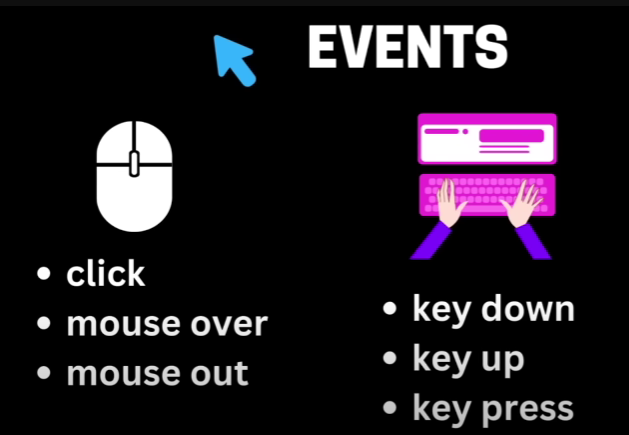 EVENTS
• click
• mouse over
• mouse out
• key down
• key up
• key press